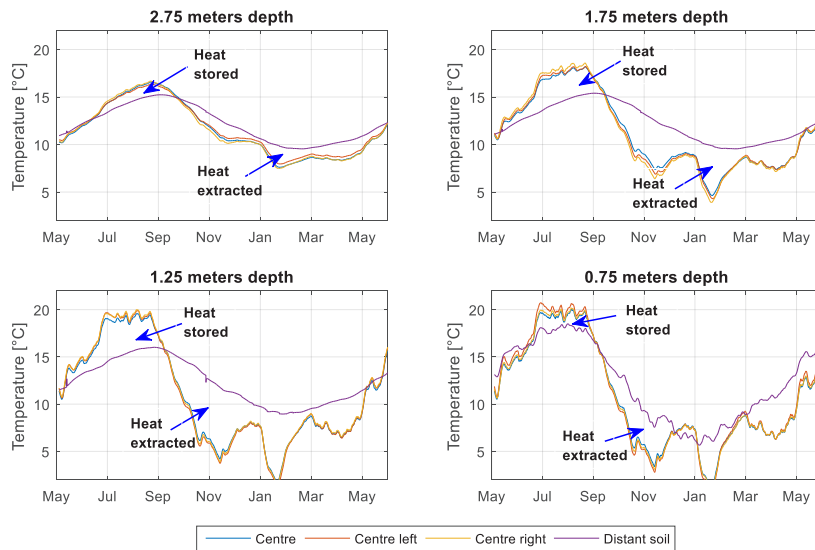 2.75 meters depth
Temperature [°C]
20
15
10
5
Heat
stored
Heat
extracted
May Jul Sep Nov Jan Mar May
1.75 meters depth
Temperature [°C]
20
15
10
5
Heat
stored
Heat
extracted
May Jul Sep Nov Jan Mar May
1.25 meters depth
Temperature [°C]
20
15
10
5
Heat
stored
Heat
extracted
May Jul Sep Nov Jan Mar May
0.75 meters depth
Temperature [°C]
20
15
10
5
Heat
stored
Heat
extracted
May Jul Sep Nov Jan Mar May
Centre Centre left Centre right Distant soil